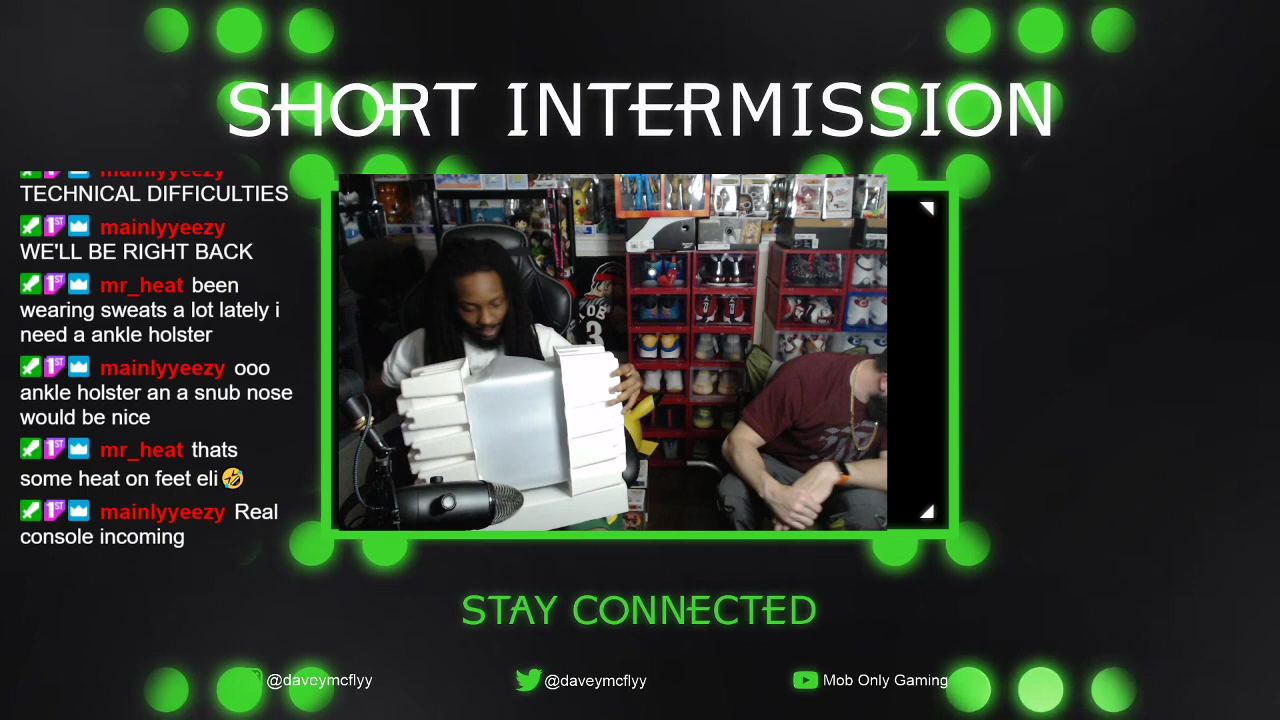 SHORT INTERMISSION
mainlyyeezy
TECHNICAL DIFFICULTIES
mainlyyeezy
WE'LL BE RIGHT BACK
mr_heat been
wearing sweats a lot lately i
need a ankle holster
mainlyyeezy ooo
ankle holster an a snub nose
would be nice
mr_heat thats
some heat on feet eli🤣
mainlyyeezy Real
console incoming
3
STAY CONNECTED
@daveymcflyy
@daveymcflyy
Mob Only Gaming